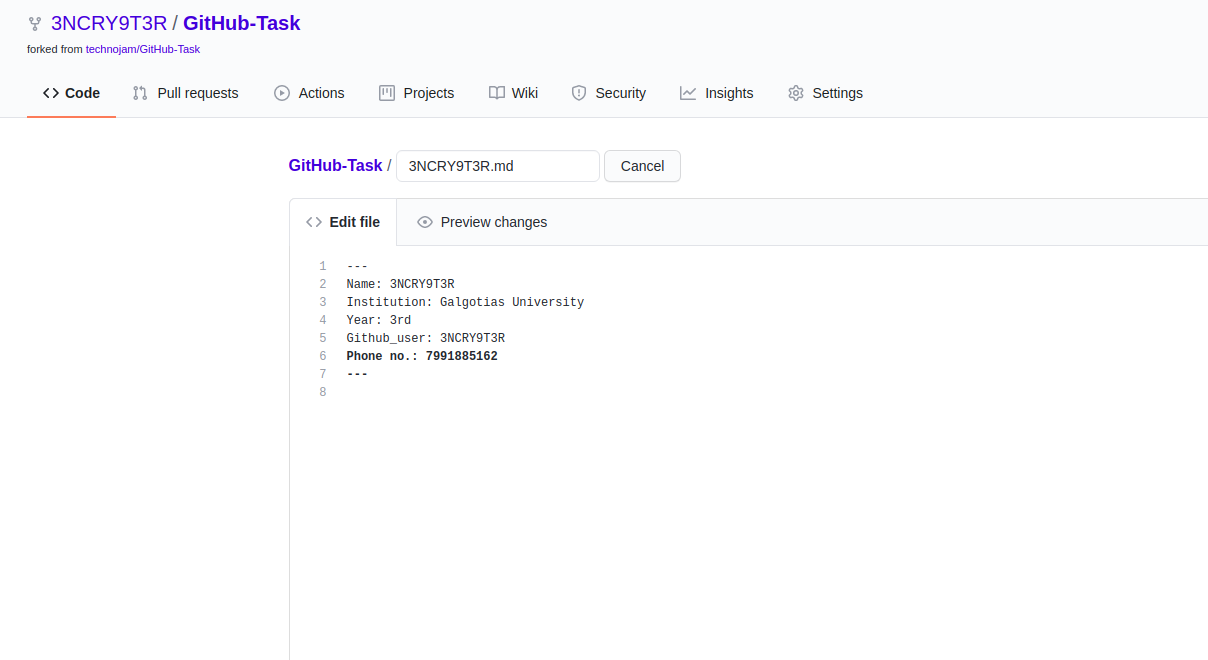 3NCRY9T3R / GitHub-Task
forked from technojam/GitHub-Task
Code Pull requests Actions Projects Wiki Security Insights Settings
GitHub-Task / 3NCRY9T3R.md Cancel
Edit file Preview changes
1 ---
2 Name: 3NCRY9T3R
3 Institution: Galgotias University
4 Year: 3rd
5 Github_user: 3NCRY9T3R
6 Phone no.: 7991885162
7 ---
8